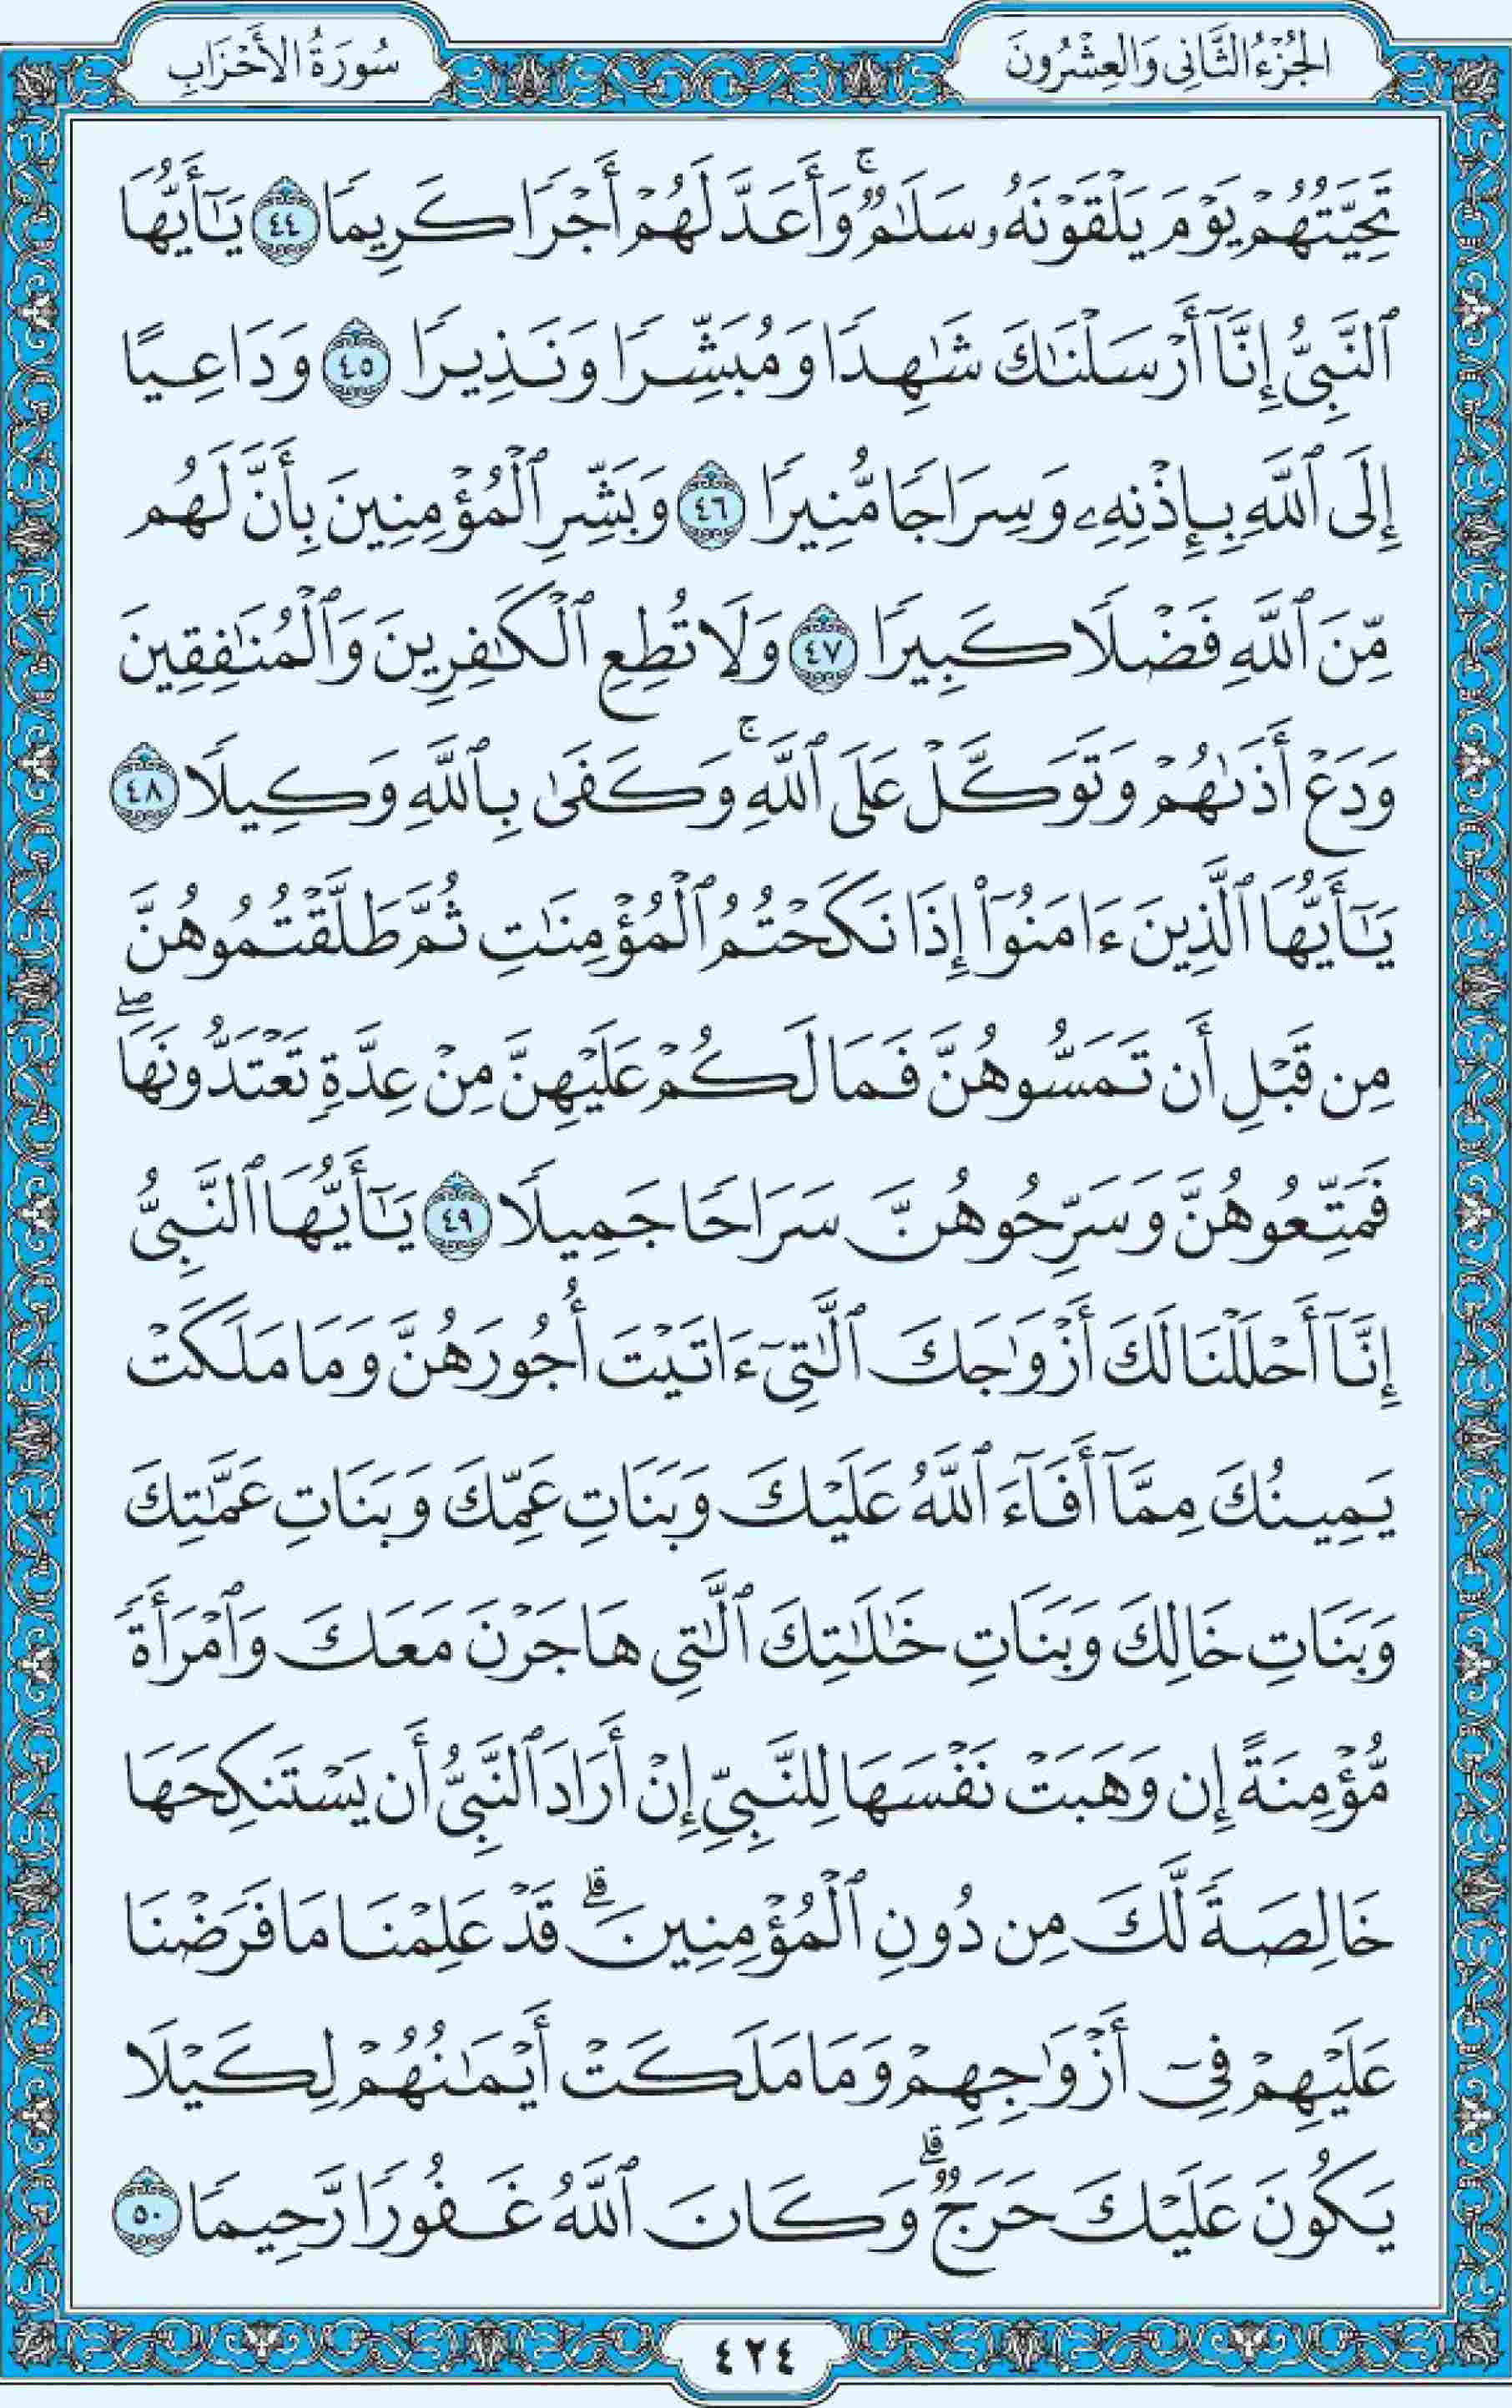 الجُزْءُ الثَّانِى وَالعِشْرُونَ
سُورَةُ الأَحْزَابِ
تَحِيَّتُهُمْ يَوْمَ يَلْقَوْنَهُۥ سَلَٰمٌۭ ۚ وَأَعَدَّ لَهُمْ أَجْرًۭا كَرِيمًۭا ٤٤ يَٰٓأَيُّهَا
ٱلنَّبِىُّ إِنَّآ أَرْسَلْنَٰكَ شَٰهِدًۭا وَمُبَشِّرًۭا وَنَذِيرًۭا ٤٥ وَدَاعِيًا
إِلَى ٱللَّهِ بِإِذْنِهِۦ وَسِرَاجًۭا مُّنِيرًۭا ٤٦ وَبَشِّرِ ٱلْمُؤْمِنِينَ بِأَنَّ لَهُم
مِّنَ ٱللَّهِ فَضْلًۭا كَبِيرًۭا ٤٧ وَلَا تُطِعِ ٱلْكَٰفِرِينَ وَٱلْمُنَٰفِقِينَ
وَدَعْ أَذَىٰهُمْ وَتَوَكَّلْ عَلَى ٱللَّهِ ۚ وَكَفَىٰ بِٱللَّهِ وَكِيلًۭا ٤٨
يَٰٓأَيُّهَا ٱلَّذِينَ ءَامَنُوٓا۟ إِذَا نَكَحْتُمُ ٱلْمُؤْمِنَٰتِ ثُمَّ طَلَّقْتُمُوهُنَّ
مِن قَبْلِ أَن تَمَسُّوهُنَّ فَمَا لَكُمْ عَلَيْهِنَّ مِنْ عِدَّةٍۢ تَعْتَدُّونَهَا ۖ
فَمَتِّعُوهُنَّ وَسَرِّحُوهُنَّ سَرَاحًۭا جَمِيلًۭا ٤٩ يَٰٓأَيُّهَا ٱلنَّبِىُّ
إِنَّآ أَحْلَلْنَا لَكَ أَزْوَٰجَكَ ٱلَّٰتِىٓ ءَاتَيْتَ أُجُورَهُنَّ وَمَا مَلَكَتْ
يَمِينُكَ مِمَّآ أَفَآءَ ٱللَّهُ عَلَيْكَ وَبَنَاتِ عَمِّكَ وَبَنَاتِ عَمَّٰتِكَ
وَبَنَاتِ خَالِكَ وَبَنَاتِ خَٰلَٰتِكَ ٱلَّٰتِى هَاجَرْنَ مَعَكَ وَٱمْرَأَةًۭ
مُّؤْمِنَةً إِن وَهَبَتْ نَفْسَهَا لِلنَّبِىِّ إِنْ أَرَادَ ٱلنَّبِىُّ أَن يَسْتَنكِحَهَا
خَالِصَةًۭ لَّكَ مِن دُونِ ٱلْمُؤْمِنِينَ ۗ قَدْ عَلِمْنَا مَا فَرَضْنَا
عَلَيْهِمْ فِىٓ أَزْوَٰجِهِمْ وَمَا مَلَكَتْ أَيْمَٰنُهُمْ لِكَيْلَا
يَكُونَ عَلَيْكَ حَرَجٌۭ ۗ وَكَانَ ٱللَّهُ غَفُورًۭا رَّحِيمًۭا ٥٠
٤٢٤